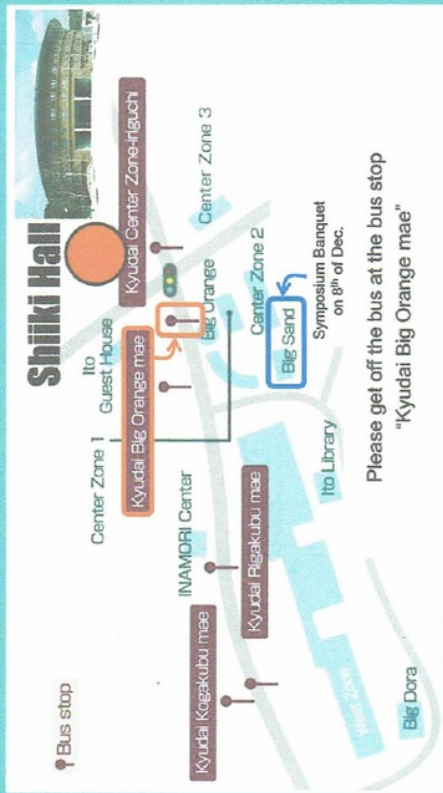 Shiiki Hall
Bus stop
Center Zone 1
Ito
Guest House
Kyudai Center Zone-iriguchi
Kyudai Big Orange mae
Big Orange
Center Zone 3
INAMORI Center
Center Zone 2
Kyudai Kogakubu mae
Kyudai Rigakubu mae
Big Sand
Symposium Banquet
on 8th of Dec.
Ito Library
West Zone
Big Dora
Please get off the bus at the bus stop
“Kyudai Big Orange mae”